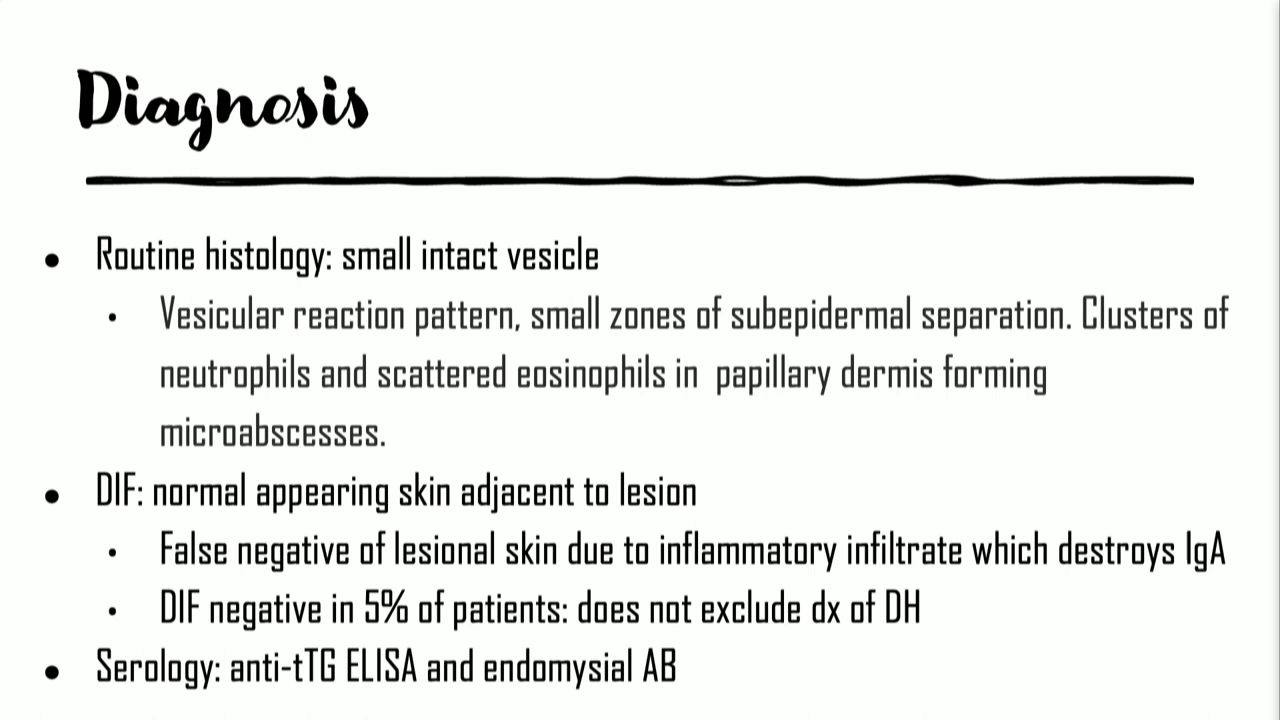 Diagnosis
• Routine histology: small intact vesicle
• Vesicular reaction pattern, small zones of subepidermal separation. Clusters of
neutrophils and scattered eosinophils in papillary dermis forming
microabscesses.
• DIF: normal appearing skin adjacent to lesion
• False negative of lesional skin due to inflammatory infiltrate which destroys IgA
• DIF negative in 5% of patients: does not exclude dx of DH
• Serology: anti-tTG ELISA and endomysial AB